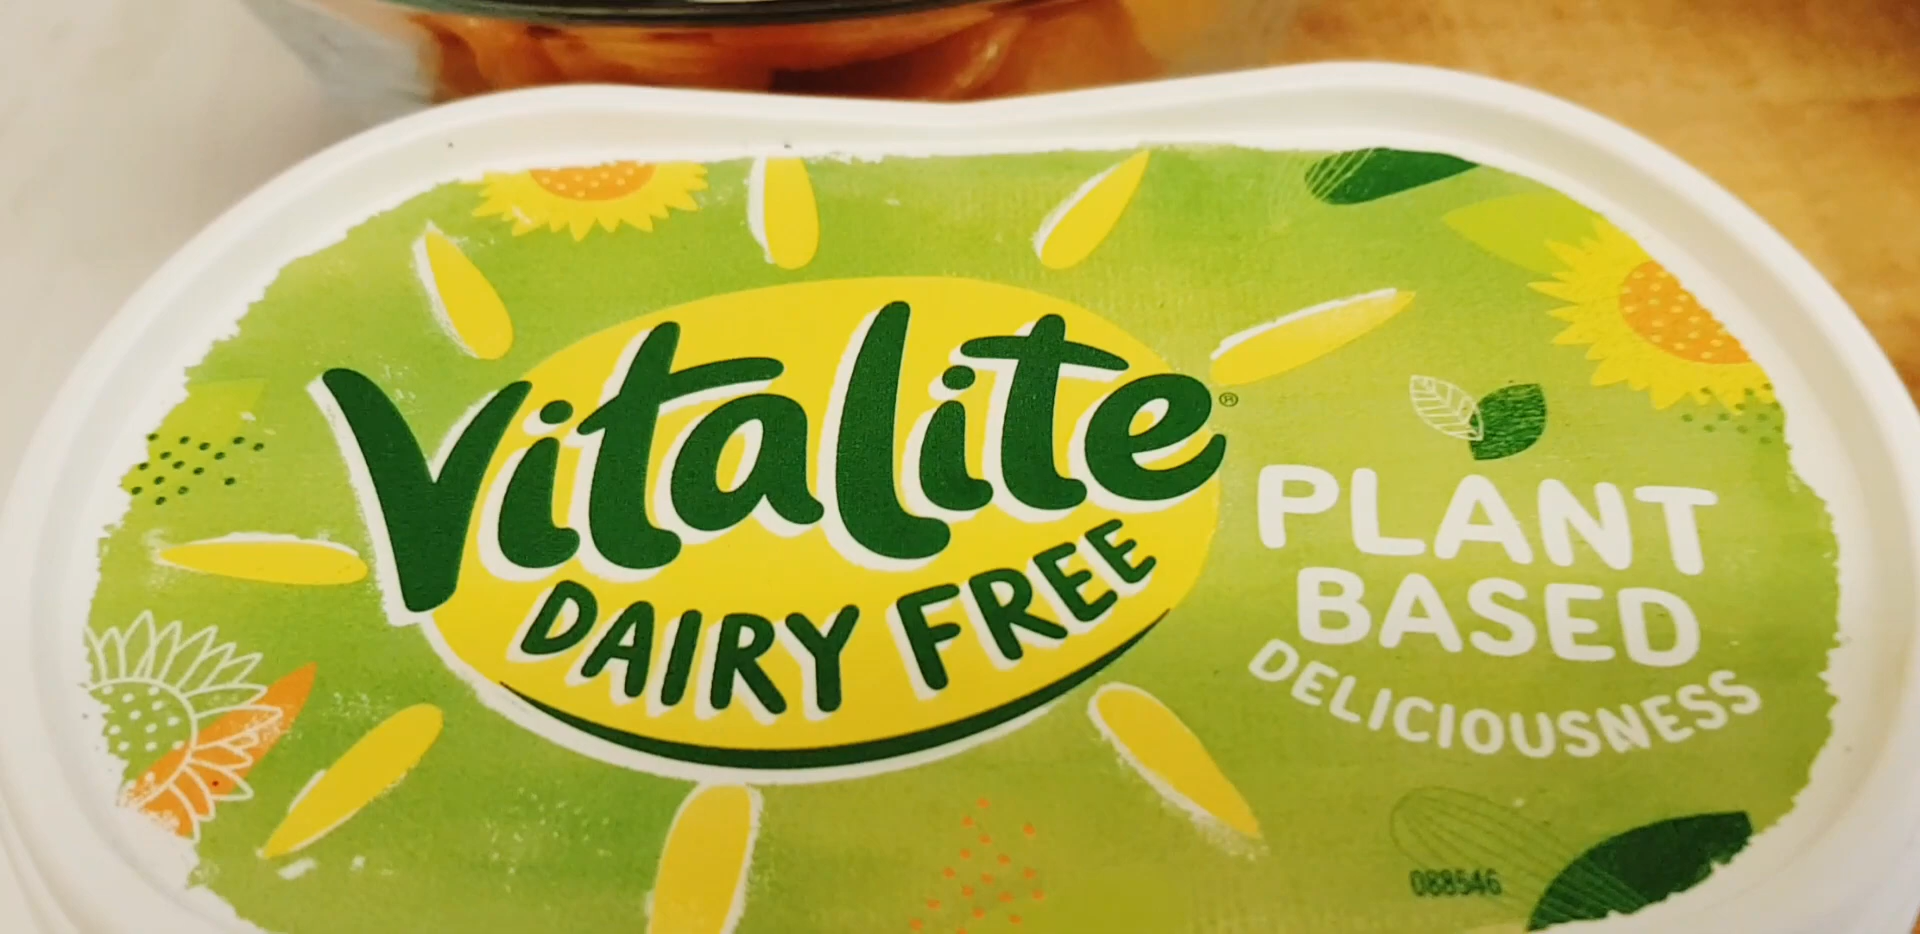 Vitalite®
DAIRY FREE
PLANT
BASED
DELICIOUSNESS
088546